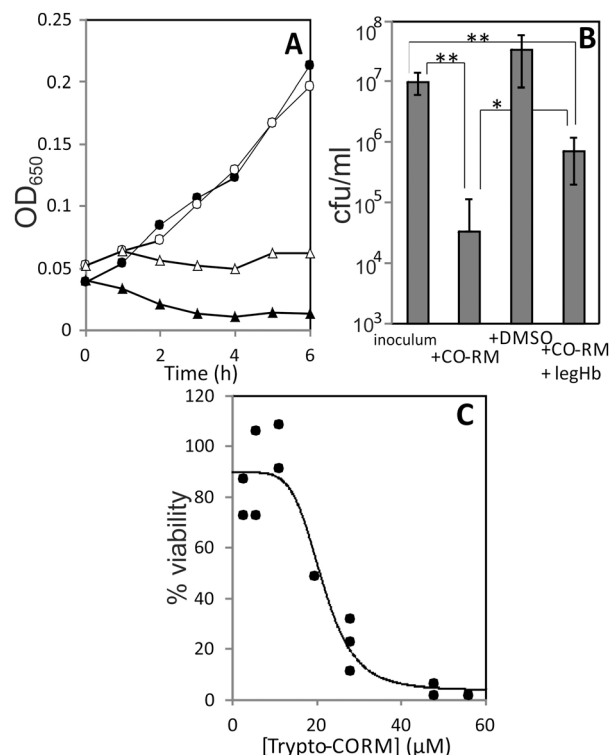 A
OD650
0.25
0.2
0.15
0.1
0.05
0
0 2 4 6
Time (h)
B
cfu/ml
10^8
10^7
10^6
10^5
10^4
10^3
** **
*
inoculum +CO-RM +DMSO +CO-RM
+ legHb
C
% viability
120
100
80
60
40
20
0
0 20 40 60
[Trypto-CORM] (μM)